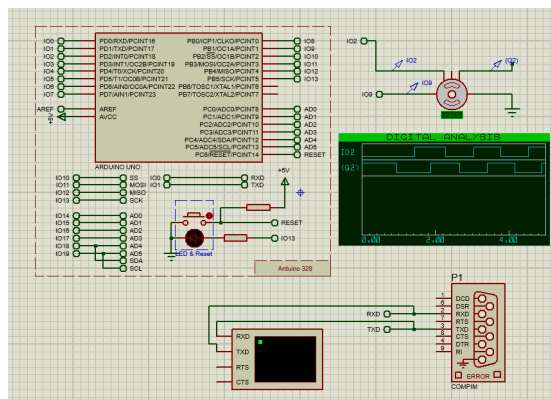 IO0 PD0/RXD/PCINT16 PB0/ICP1/CLKO/PCINT0 IO8
IO1 PD1/TXD/PCINT17 PB1/OC1A/PCINT1 IO9
IO2 PD2/INT0/PCINT18 PB2/SS/OC1B/PCINT2 IO10
IO3 PD3/INT1/OC2B/PCINT19 PB3/MOSI/OC2A/PCINT3 IO11
IO4 PD4/T0/XCK/PCINT20 PB4/MISO/PCINT4 IO12
IO5 PD5/T1/OC0B/PCINT21 PB5/SCK/PCINT5 IO13
IO6 PD6/AIN0/OC0A/PCINT22 PB6/TOSC1/XTAL1/PCINT6
IO7 PD7/AIN1/PCINT23 PB7/TOSC2/XTAL2/PCINT7
AREF AREF PC0/ADC0/PCINT8 AD0
+5V AVCC PC1/ADC1/PCINT9 AD1
PC2/ADC2/PCINT10 AD2
PC3/ADC3/PCINT11 AD3
PC4/ADC4/SDA/PCINT12 AD4
PC5/ADC5/SCL/PCINT13 AD5
PC6/RESET/PCINT14 RESET
ARDUINO UNO
IO10 SS IO0 RXD
IO11 MOSI IO1 TXD
IO12 MISO
IO13 SCK
+5V
IO14 AD0
IO15 AD1
IO16 AD2
IO17 AD3
IO18 AD4
IO19 AD5
SDA
SCL
RESET
IO13
LED & Reset
Arduino 328
IO2
IO2
(Q2)
IO9
IO9
DIGITAL ANALYSIS
IO2
(Q2)
0.00 2.00 4.00
P1
1 DCD
6 DSR
RXD 2 RXD
7 RTS
TXD 3 TXD
8 CTS
4 DTR
9 RI
ERROR
COMPIM
RXD
TXD
RTS
CTS